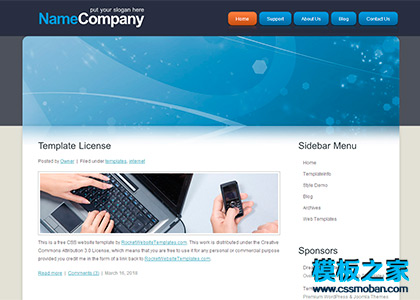 put your slogan here
NameCompany
Home
Support
About Us
Blog
Contact Us
Template License
Posted by Owner | Filed under templates, internet
This is a free CSS website template by RocketWebsiteTemplates.com. This work is distributed under the Creative
Commons Attribution 3.0 License, which means that you are free to use it for any personal or commercial purpose
provided you credit me in the form of a link back to RocketWebsiteTemplates.com.
Read more | Comments (3) | March 16, 2018
Sidebar Menu
Home
TemplateInfo
Style Demo
Blog
Archives
Web Templates
Sponsors
Premium WordPress & Joomla Themes
模板之家
www.cssmoban.com